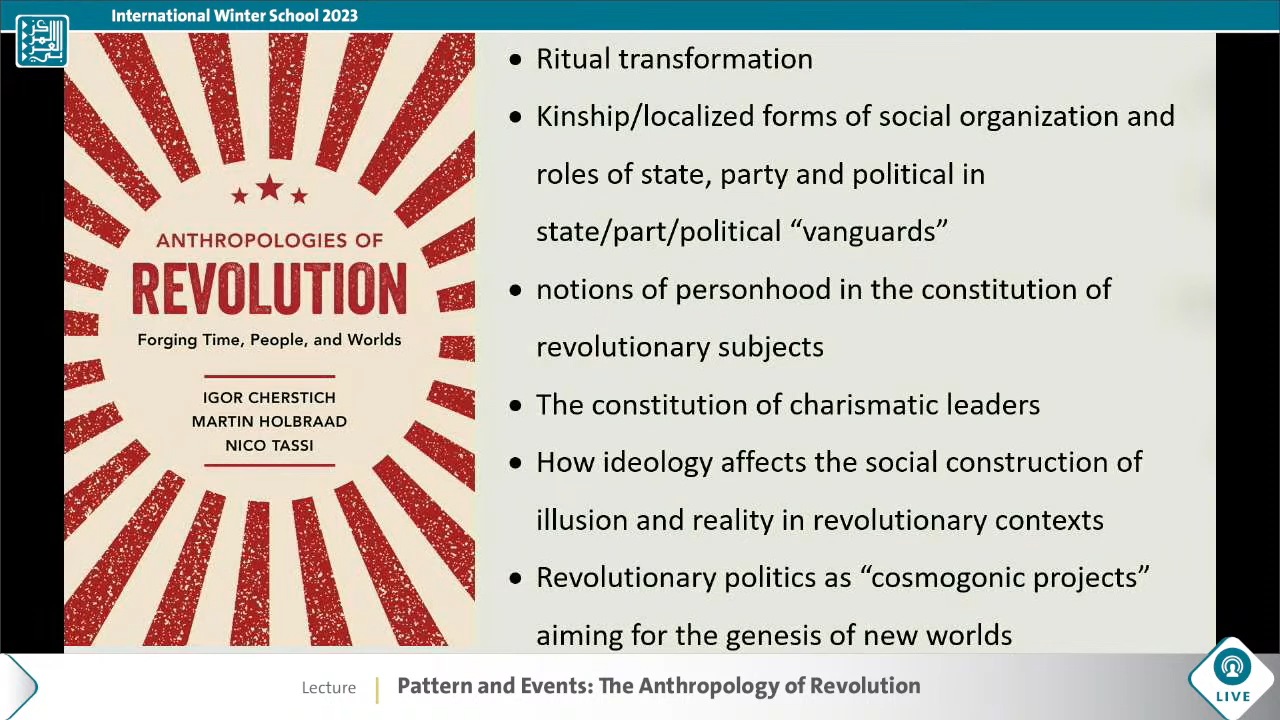 International Winter School 2023
ANTHROPOLOGIES OF
REVOLUTION
Forging Time, People, and Worlds
IGOR CHERSTICH
MARTIN HOLBRAAD
NICO TASSI
• Ritual transformation
• Kinship/localized forms of social organization and
roles of state, party and political in
state/part/political “vanguards”
• notions of personhood in the constitution of
revolutionary subjects
• The constitution of charismatic leaders
• How ideology affects the social construction of
illusion and reality in revolutionary contexts
• Revolutionary politics as “cosmogonic projects”
aiming for the genesis of new worlds
Lecture
Pattern and Events: The Anthropology of Revolution
LIVE